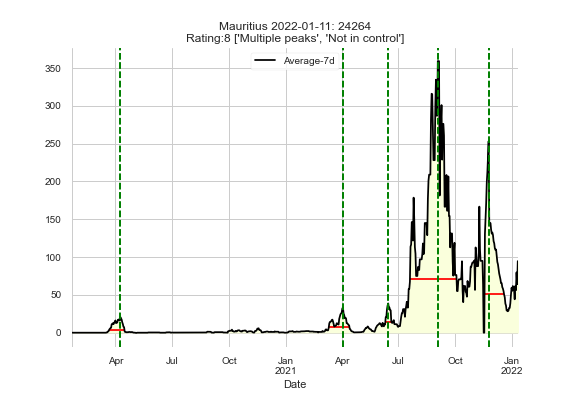 Mauritius 2022-01-11: 24264
Rating:8 ['Multiple peaks', 'Not in control']
Average-7d
350
300
250
200
150
100
50
0
Apr Jul Oct Jan Apr Jul Oct Jan
2021 2022
Date